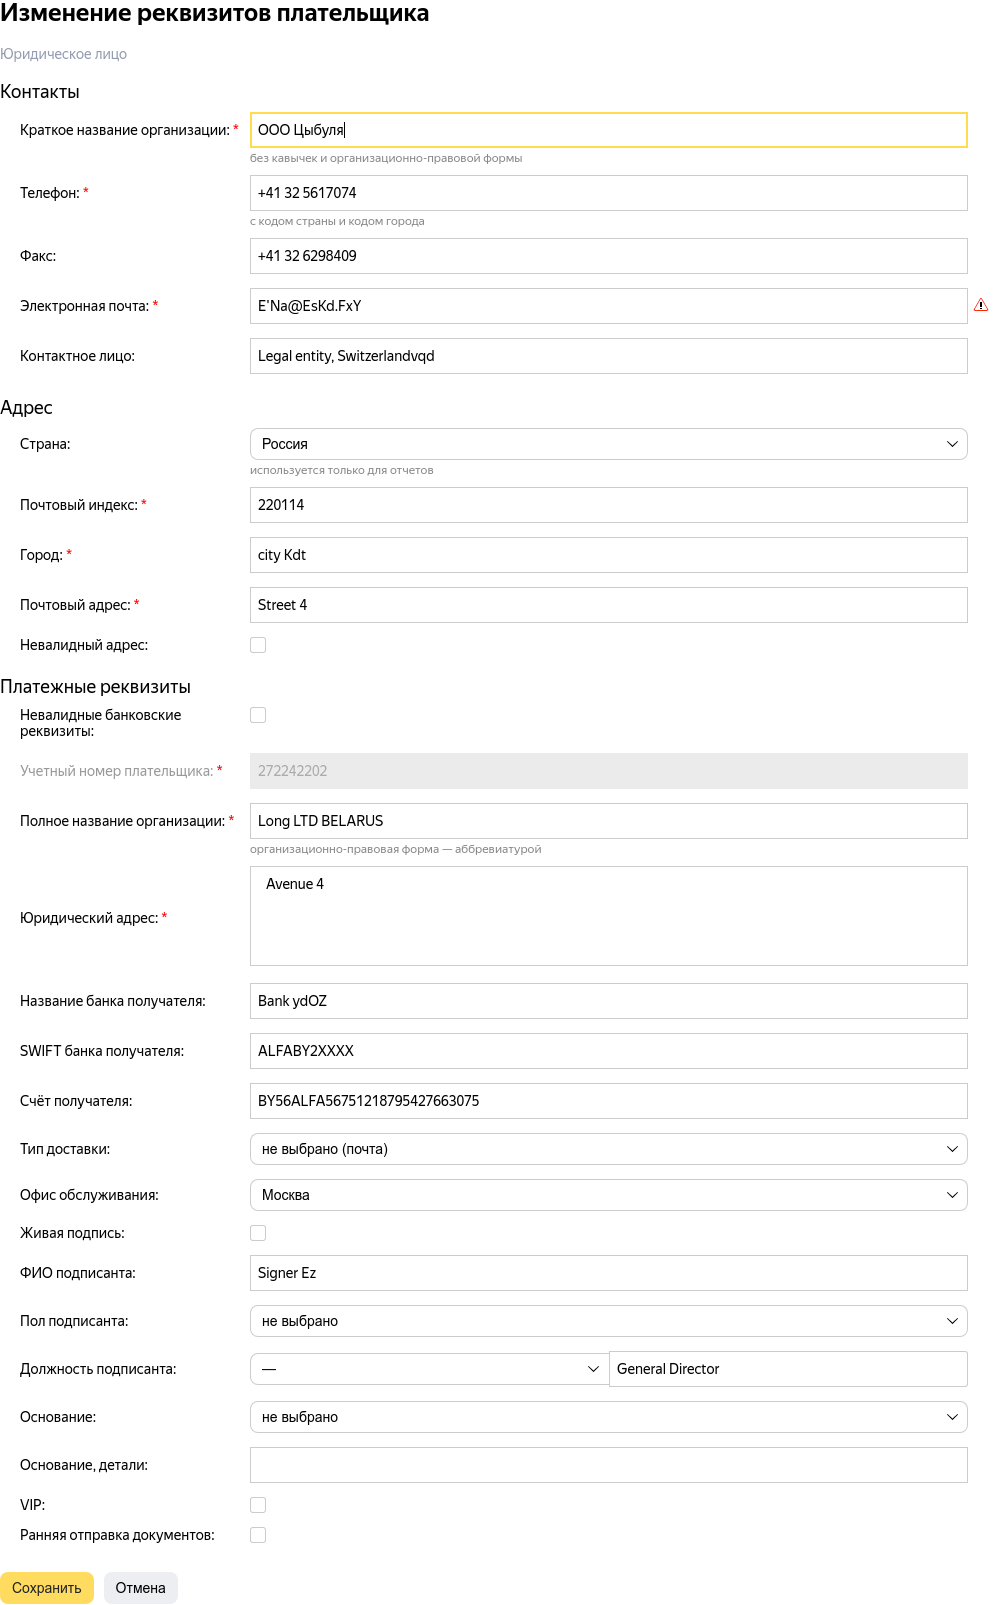 Изменение реквизитов плательщика
Юридическое лицо
Контакты
Краткое название организации: * ООО Цыбуля
без кавычек и организационно-правовой формы
Телефон: * +41 32 5617074
с кодом страны и кодом города
Факс: +41 32 6298409
Электронная почта: * E'Na@EsKd.FxY
Контактное лицо: Legal entity, Switzerlandvqd
Адрес
Страна: Россия
используется только для отчетов
Почтовый индекс: * 220114
Город: * city Kdt
Почтовый адрес: * Street 4
Невалидный адрес:
Платежные реквизиты
Невалидные банковские
реквизиты:
Учетный номер плательщика: * 272242202
Полное название организации: * Long LTD BELARUS
организационно-правовая форма — аббревиатурой
Avenue 4
Юридический адрес: *
Название банка получателя: Bank ydOZ
SWIFT банка получателя: ALFABY2XXXX
Счёт получателя: BY56ALFA56751218795427663075
Тип доставки: не выбрано (почта)
Офис обслуживания: Москва
Живая подпись:
ФИО подписанта: Signer Ez
Пол подписанта: не выбрано
Должность подписанта: — General Director
Основание: не выбрано
Основание, детали:
VIP:
Ранняя отправка документов:
Сохранить Отмена